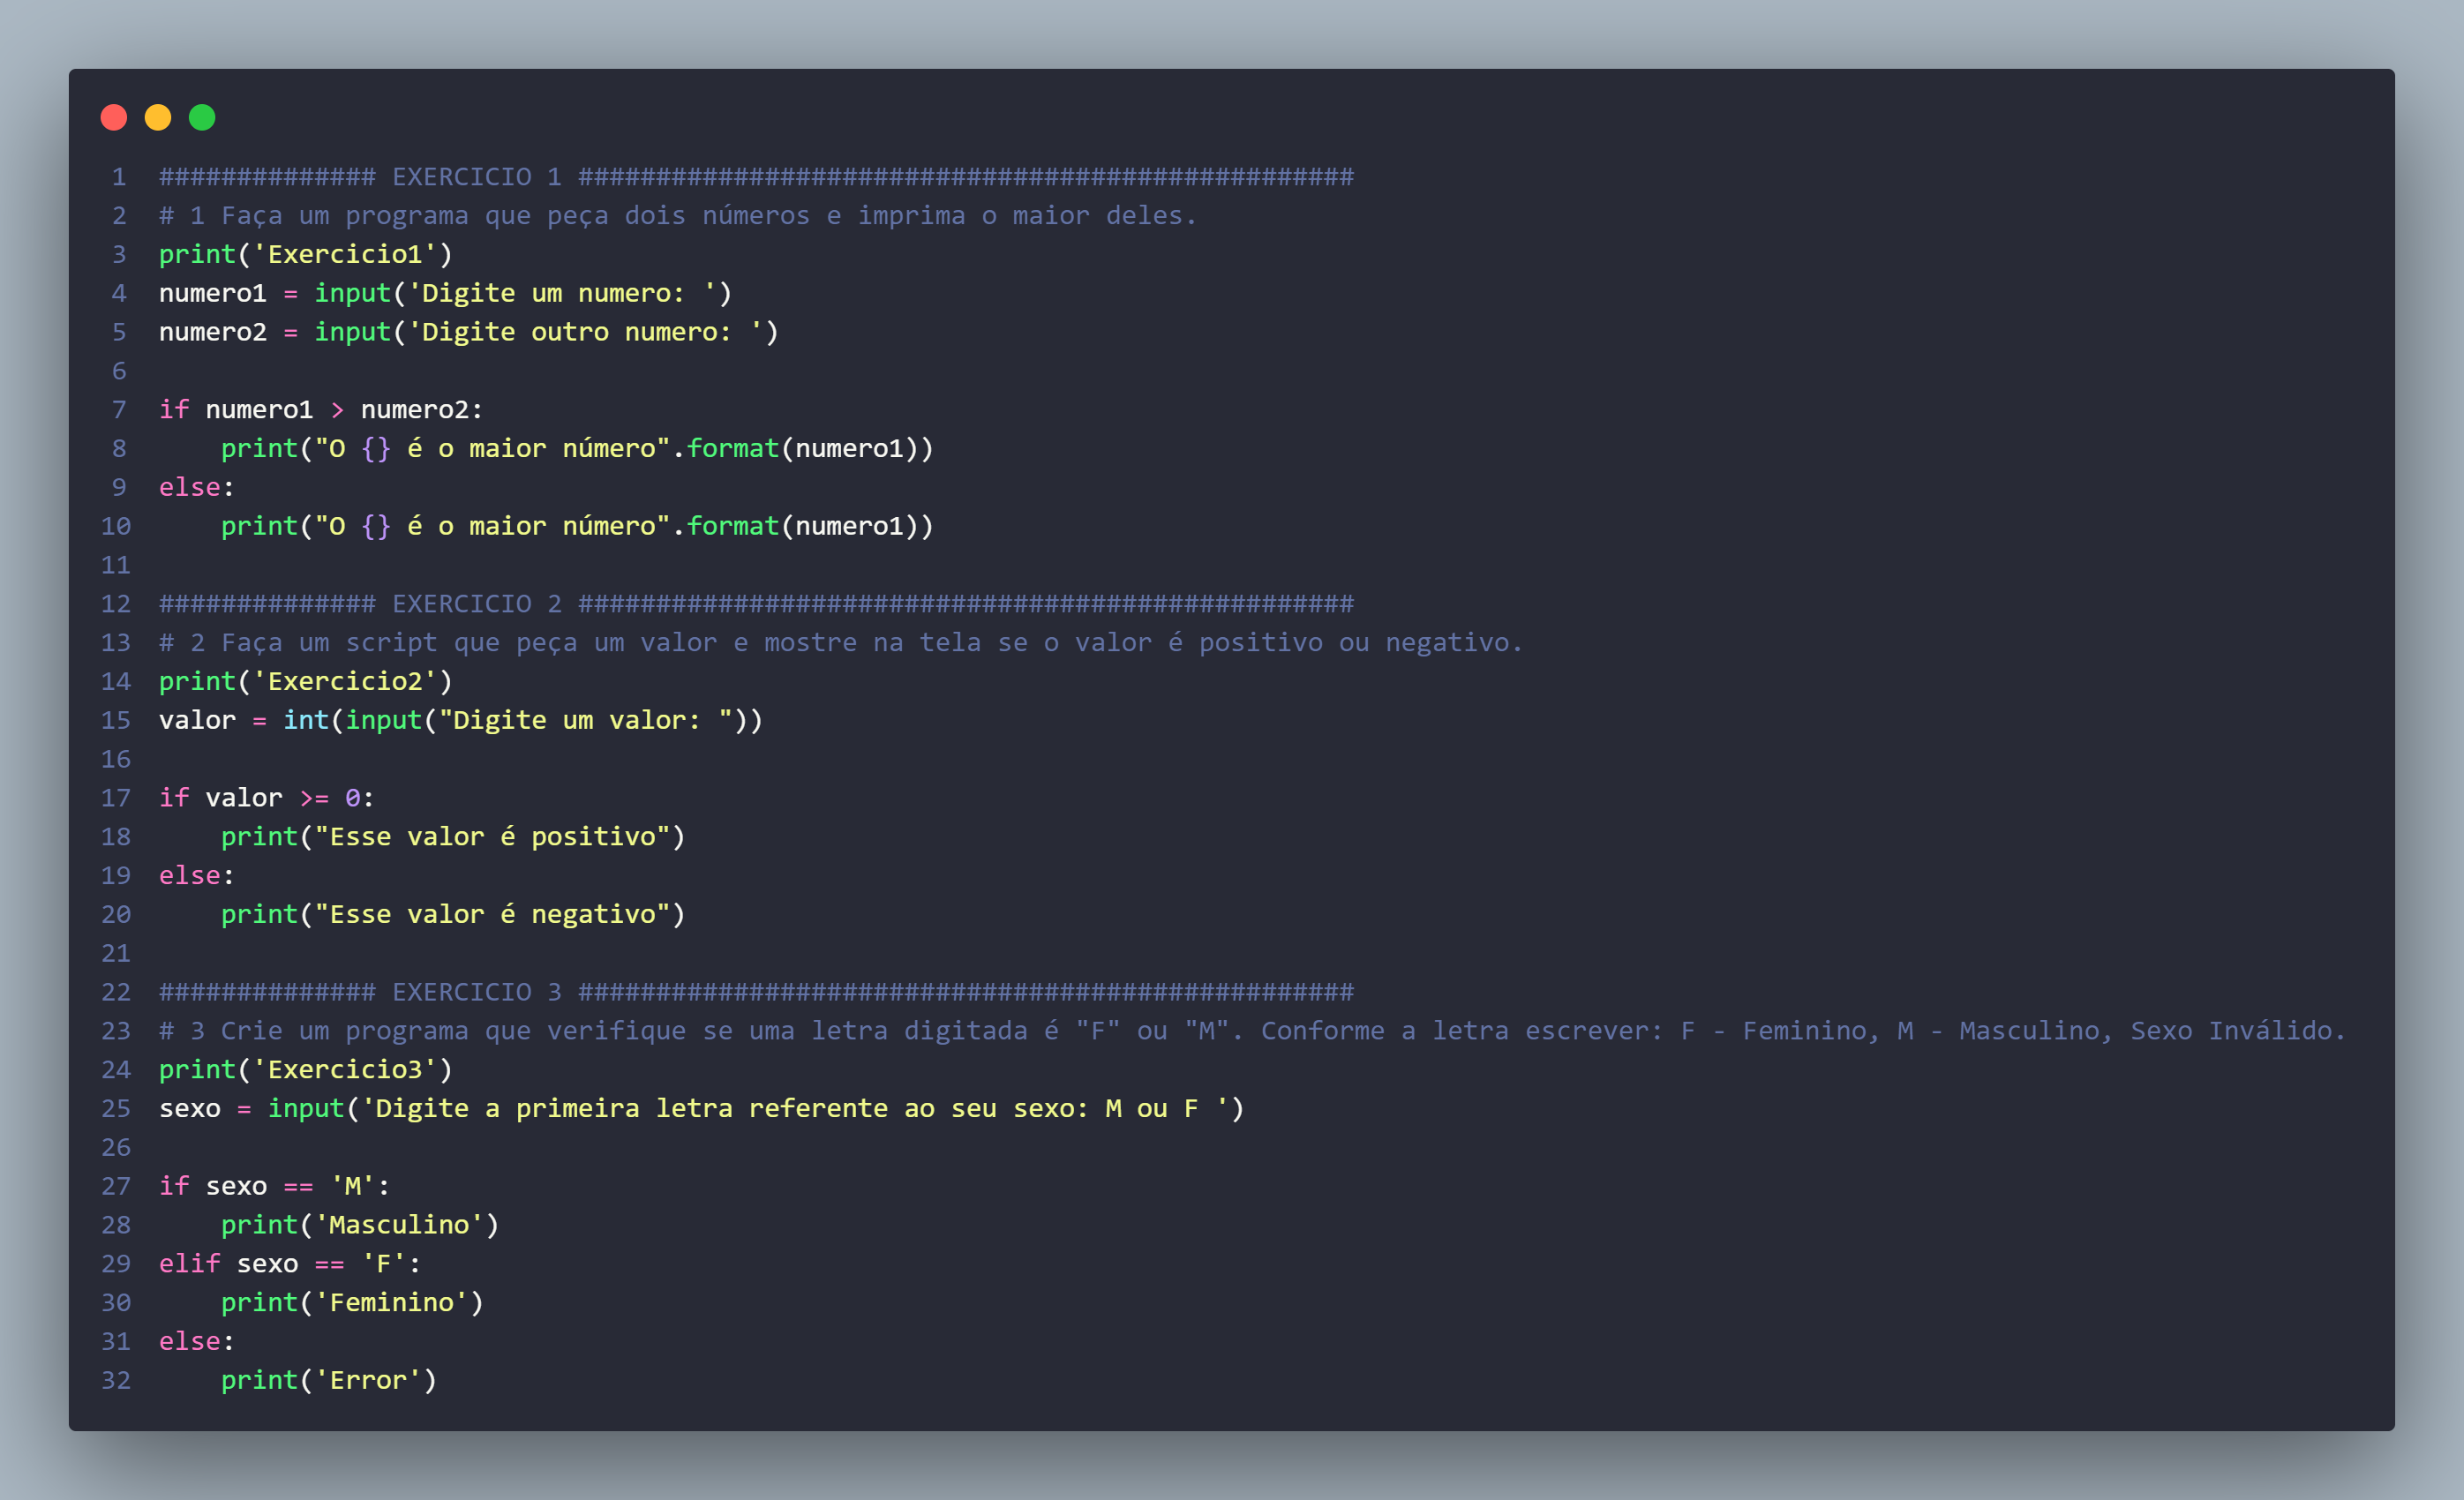 1 ############## EXERCICIO 1 ##################################################
2 # 1 Faça um programa que peça dois números e imprima o maior deles.
3 print('Exercicio1')
4 numero1 = input('Digite um numero: ')
5 numero2 = input('Digite outro numero: ')
6
7 if numero1 > numero2:
8     print("O {} é o maior número".format(numero1))
9 else:
10     print("O {} é o maior número".format(numero1))
11
12 ############## EXERCICIO 2 ##################################################
13 # 2 Faça um script que peça um valor e mostre na tela se o valor é positivo ou negativo.
14 print('Exercicio2')
15 valor = int(input("Digite um valor: "))
16
17 if valor >= 0:
18     print("Esse valor é positivo")
19 else:
20     print("Esse valor é negativo")
21
22 ############## EXERCICIO 3 ##################################################
23 # 3 Crie um programa que verifique se uma letra digitada é "F" ou "M". Conforme a letra escrever: F - Feminino, M - Masculino, Sexo Inválido.
24 print('Exercicio3')
25 sexo = input('Digite a primeira letra referente ao seu sexo: M ou F ')
26
27 if sexo == 'M':
28     print('Masculino')
29 elif sexo == 'F':
30     print('Feminino')
31 else:
32     print('Error')